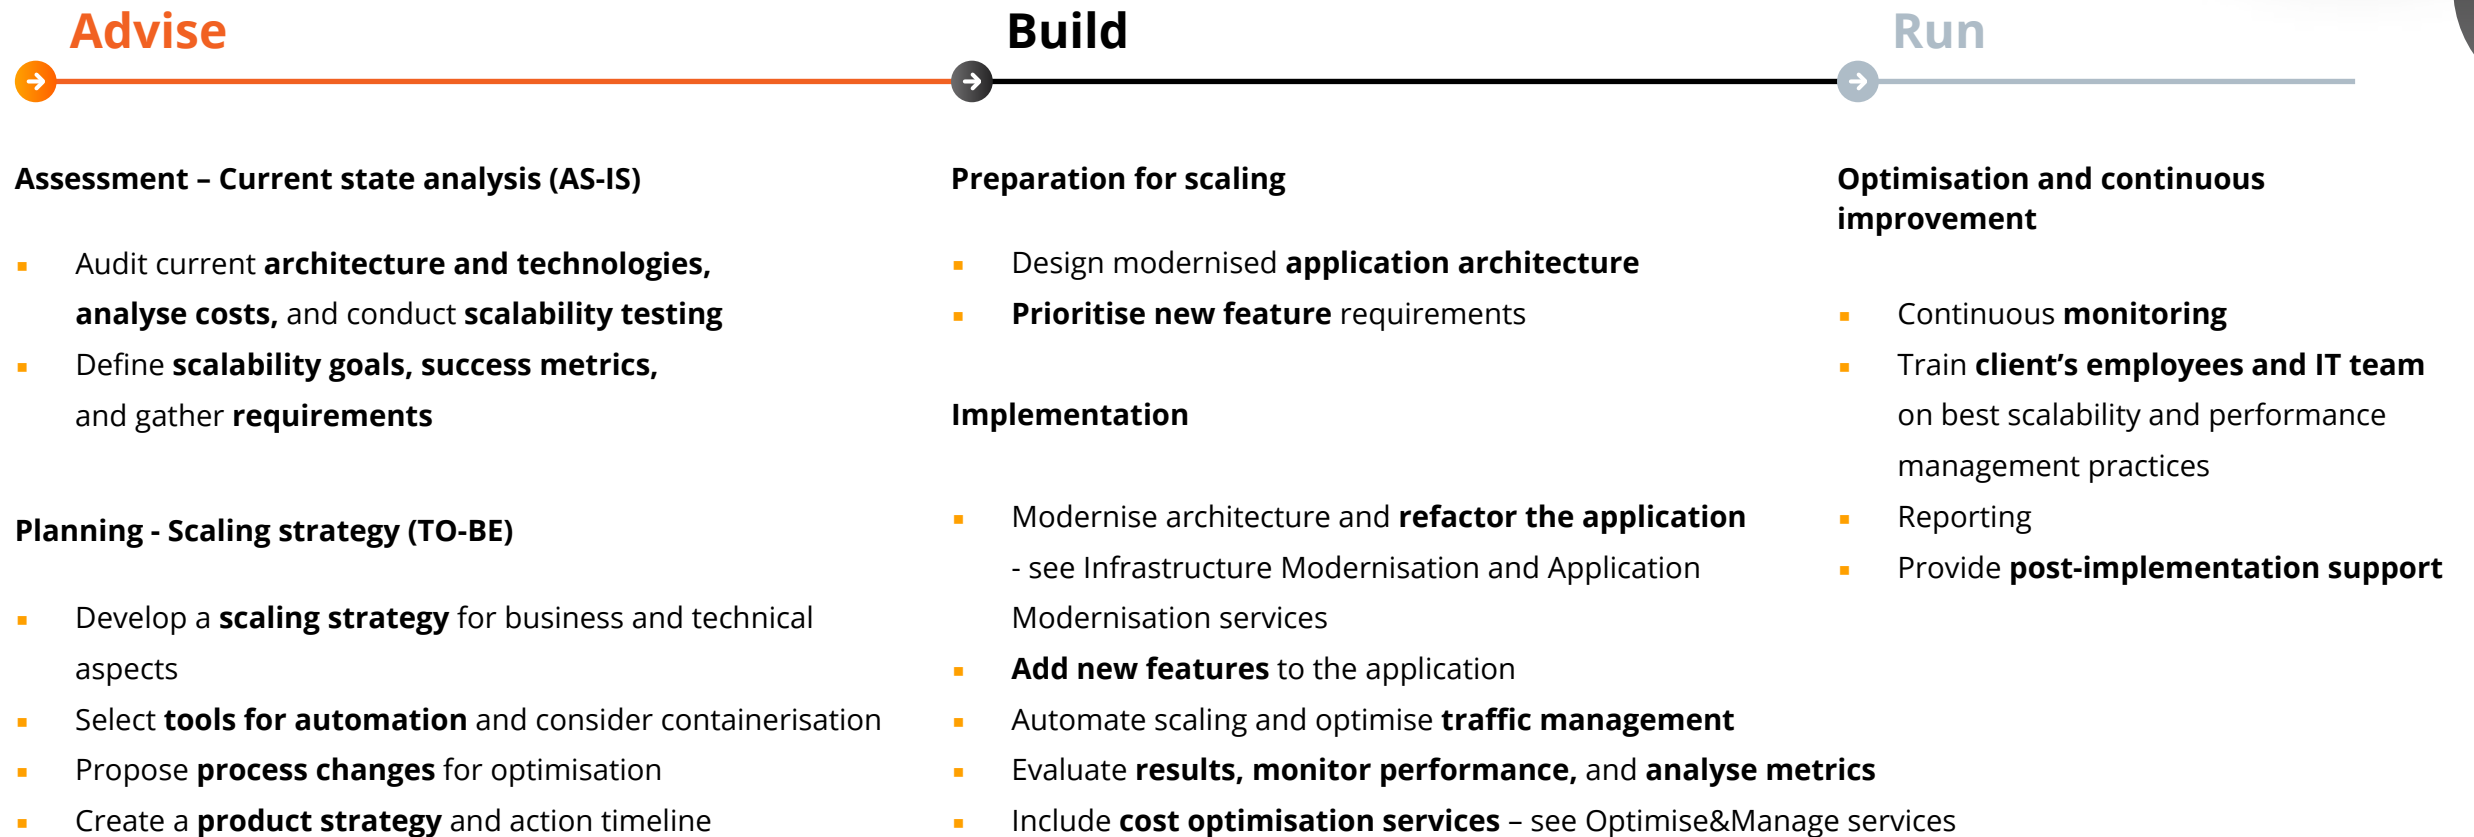 Advise
Assessment – Current state analysis (AS-IS)
▪ Audit current architecture and technologies,
analyse costs, and conduct scalability testing
▪ Define scalability goals, success metrics,
and gather requirements
Planning - Scaling strategy (TO-BE)
▪ Develop a scaling strategy for business and technical
aspects
▪ Select tools for automation and consider containerisation
▪ Propose process changes for optimisation
▪ Create a product strategy and action timeline
Build
Preparation for scaling
▪ Design modernised application architecture
▪ Prioritise new feature requirements
Implementation
▪ Modernise architecture and refactor the application
- see Infrastructure Modernisation and Application
Modernisation services
▪ Add new features to the application
▪ Automate scaling and optimise traffic management
▪ Evaluate results, monitor performance, and analyse metrics
▪ Include cost optimisation services – see Optimise&Manage services
Run
Optimisation and continuous
improvement
▪ Continuous monitoring
▪ Train client’s employees and IT team
on best scalability and performance
management practices
▪ Reporting
▪ Provide post-implementation support